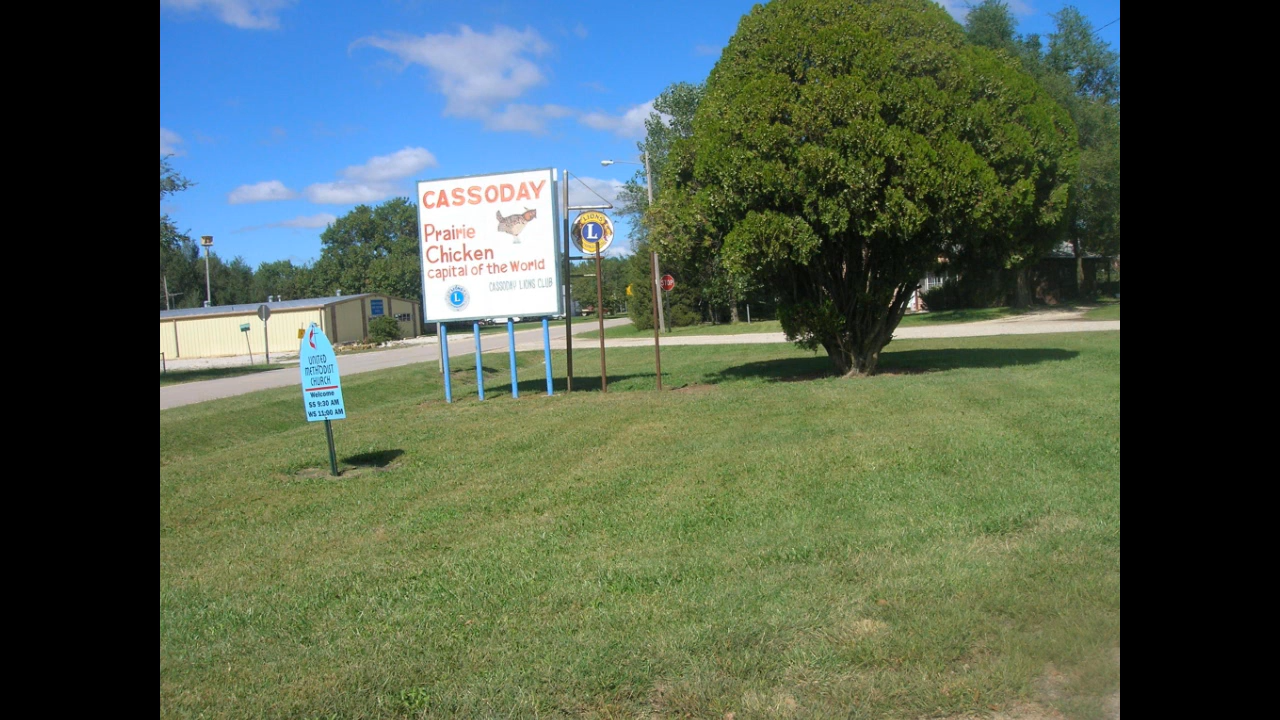 CASSODAY
Prairie
Chicken
capital of the World
CASSODAY LIONS CLUB
L
LIONS
L
STOP
UNITED
METHODIST
CHURCH
Welcome
SS 9:30 AM
WS 11:00 AM